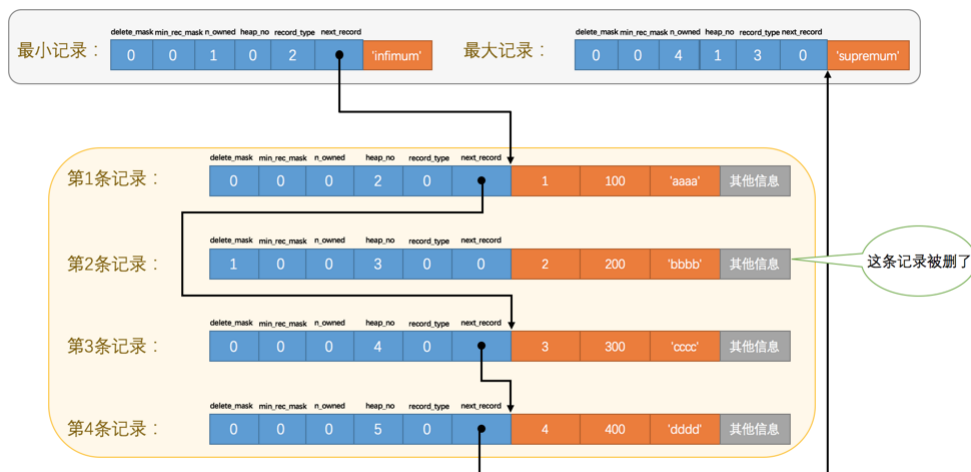 delete_mask min_rec_mask n_owned heap_no record_type next_record
最小记录： 0 0 1 0 2 'infimum'
delete_mask min_rec_mask n_owned heap_no record_type next_record
最大记录： 0 0 4 1 3 0 'supremum'
delete_mask min_rec_mask n_owned heap_no record_type next_record
第1条记录： 0 0 0 2 0 1 100 'aaaa' 其他信息
delete_mask min_rec_mask n_owned heap_no record_type next_record
第2条记录： 1 0 0 3 0 0 2 200 'bbbb' 其他信息
这条记录被删了
delete_mask min_rec_mask n_owned heap_no record_type next_record
第3条记录： 0 0 0 4 0 3 300 'cccc' 其他信息
delete_mask min_rec_mask n_owned heap_no record_type next_record
第4条记录： 0 0 0 5 0 4 400 'dddd' 其他信息